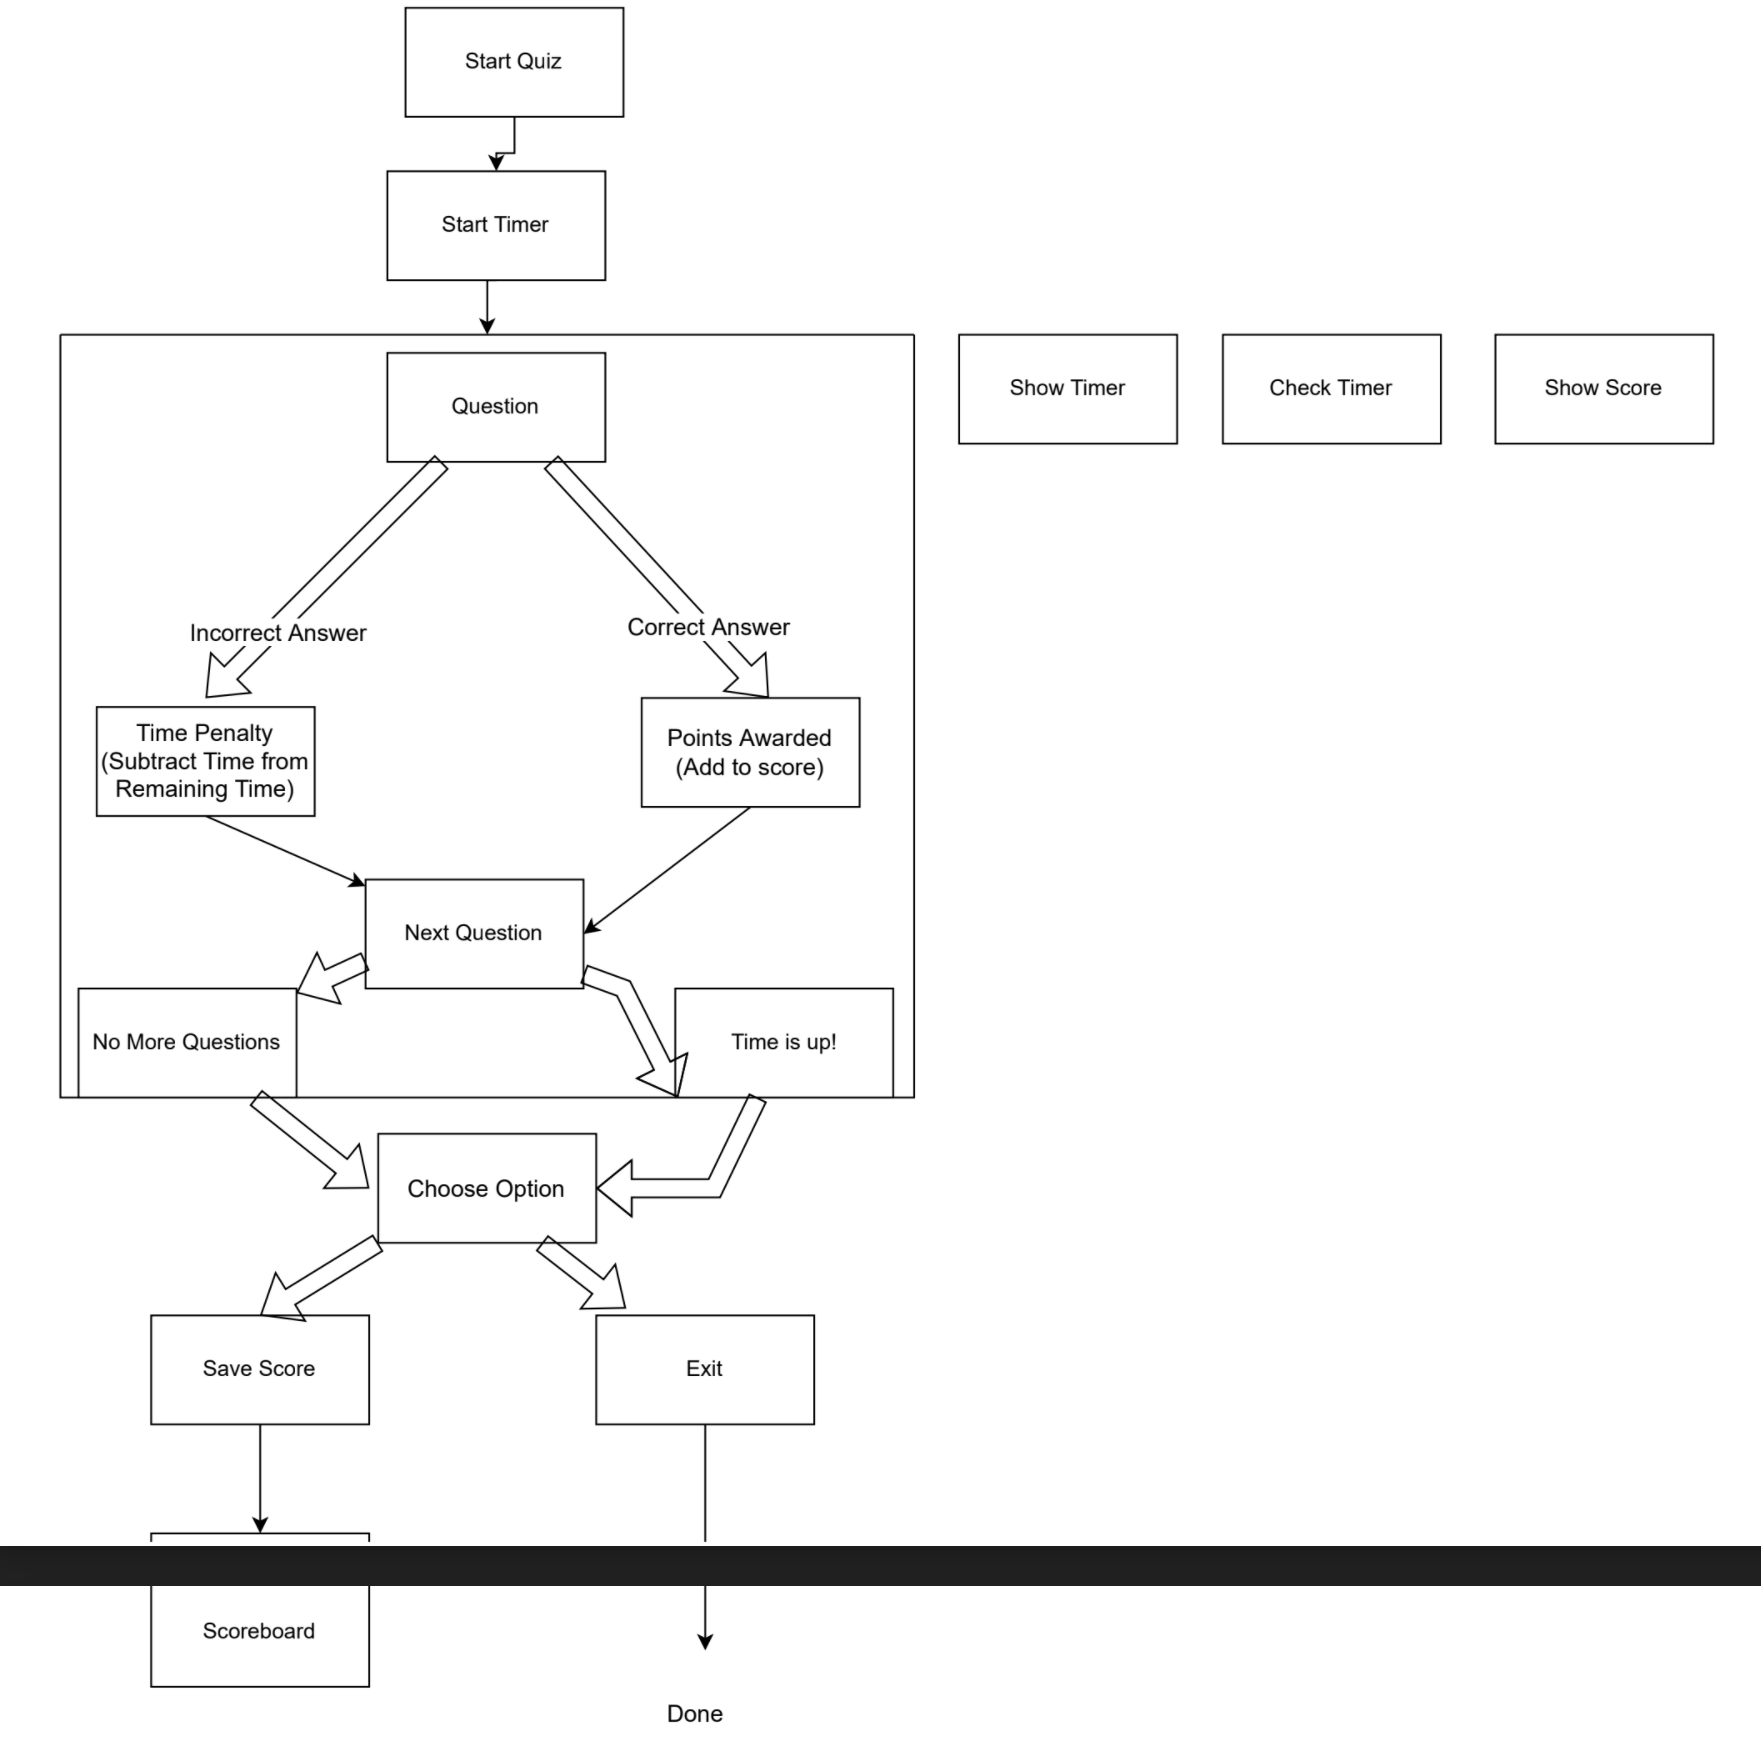 Start Quiz
Start Timer
Question
Show Timer
Check Timer
Show Score
Incorrect Answer
Correct Answer
Time Penalty
(Subtract Time from
Remaining Time)
Points Awarded
(Add to score)
Next Question
No More Questions
Time is up!
Choose Option
Save Score
Exit
Scoreboard
Done